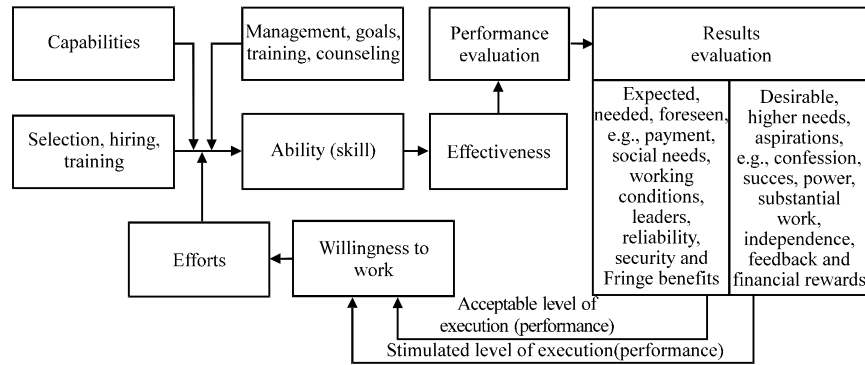 Capabilities
Management, goals,
training, counseling
Performance
evaluation
Results
evaluation
Selection, hiring,
training
Ability (skill)
Effectiveness
Expected,
needed, foreseen,
e.g., payment,
social needs,
working
conditions,
leaders,
reliability,
security and
Fringe benefits
Desirable,
higher needs,
aspirations,
e.g., confession,
succes, power,
substantial
work,
independence,
feedback and
financial rewards
Efforts
Willingness to
work
Acceptable level of
execution (performance)
Stimulated level of execution(performance)